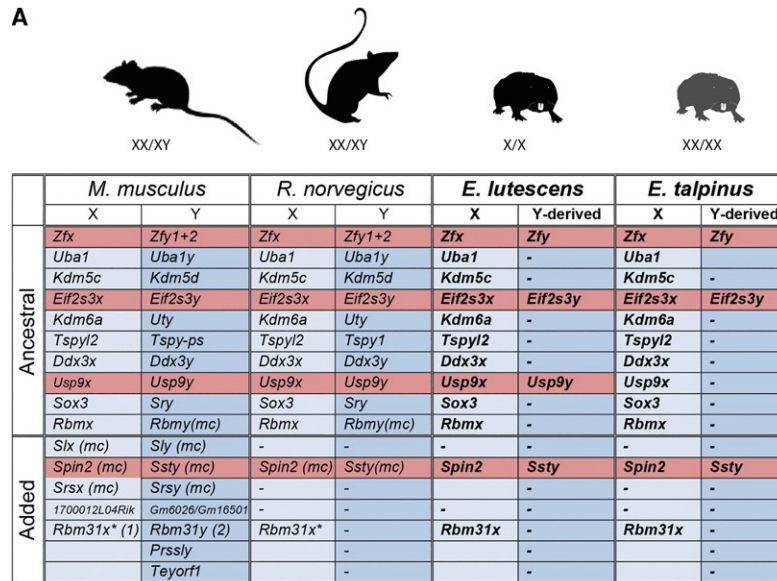 A
XX/XY XX/XY X/X XX/XX
M. musculus R. norvegicus E. lutescens E. talpinus
X Y X Y X Y-derived X Y-derived
Ancestral
Zfx Zfy1+2 Zfx Zfy1+2 Zfx Zfy Zfx Zfy
Uba1 Uba1y Uba1 Uba1y Uba1 - Uba1
Kdm5c Kdm5d Kdm5c Kdm5d Kdm5c - Kdm5c -
Eif2s3x Eif2s3y Eif2s3x Eif2s3y Eif2s3x Eif2s3y Eif2s3x Eif2s3y
Kdm6a Uty Kdm6a Uty Kdm6a - Kdm6a -
Tspyl2 Tspy-ps Tspyl2 Tspy1 Tspyl2 - Tspyl2 -
Ddx3x Ddx3y Ddx3x Ddx3y Ddx3x - Ddx3x -
Usp9x Usp9y Usp9x Usp9y Usp9x Usp9y Usp9x -
Sox3 Sry Sox3 Sry Sox3 - Sox3 -
Rbmx Rbmy(mc) Rbmx Rbmy(mc) Rbmx - Rbmx -
Added
Slx (mc) Sly (mc) - - - - - -
Spin2 (mc) Ssty (mc) Spin2 (mc) Ssty(mc) Spin2 Ssty Spin2 Ssty
Srsx (mc) Srsy (mc) - - - - -
1700012L04Rik Gm6026/Gm16501 - - - - - -
Rbm31x* (1) Rbm31y (2) Rbm31x* - Rbm31x - Rbm31x -
Prssly - - -
Teyorf1 - - -